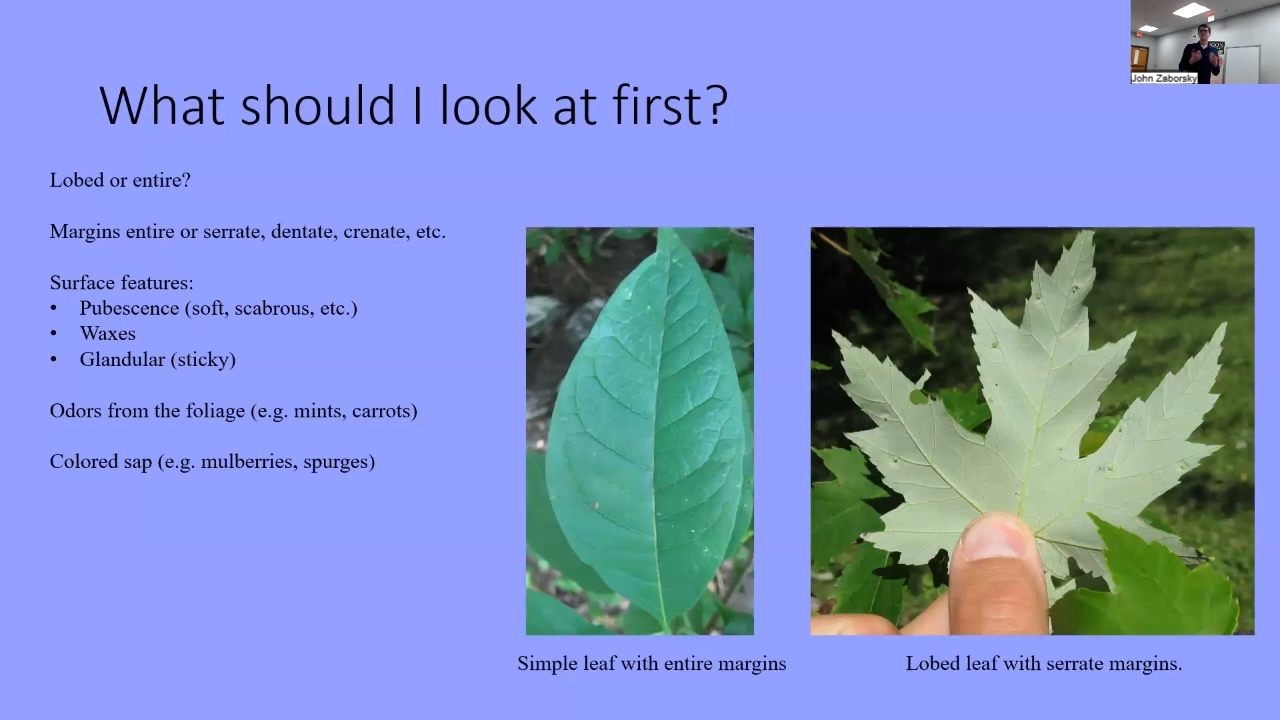 John Zaborsky
What should I look at first?
Lobed or entire?
Margins entire or serrate, dentate, crenate, etc.
Surface features:
• Pubescence (soft, scabrous, etc.)
• Waxes
• Glandular (sticky)
Odors from the foliage (e.g. mints, carrots)
Colored sap (e.g. mulberries, spurges)
Simple leaf with entire margins
Lobed leaf with serrate margins.